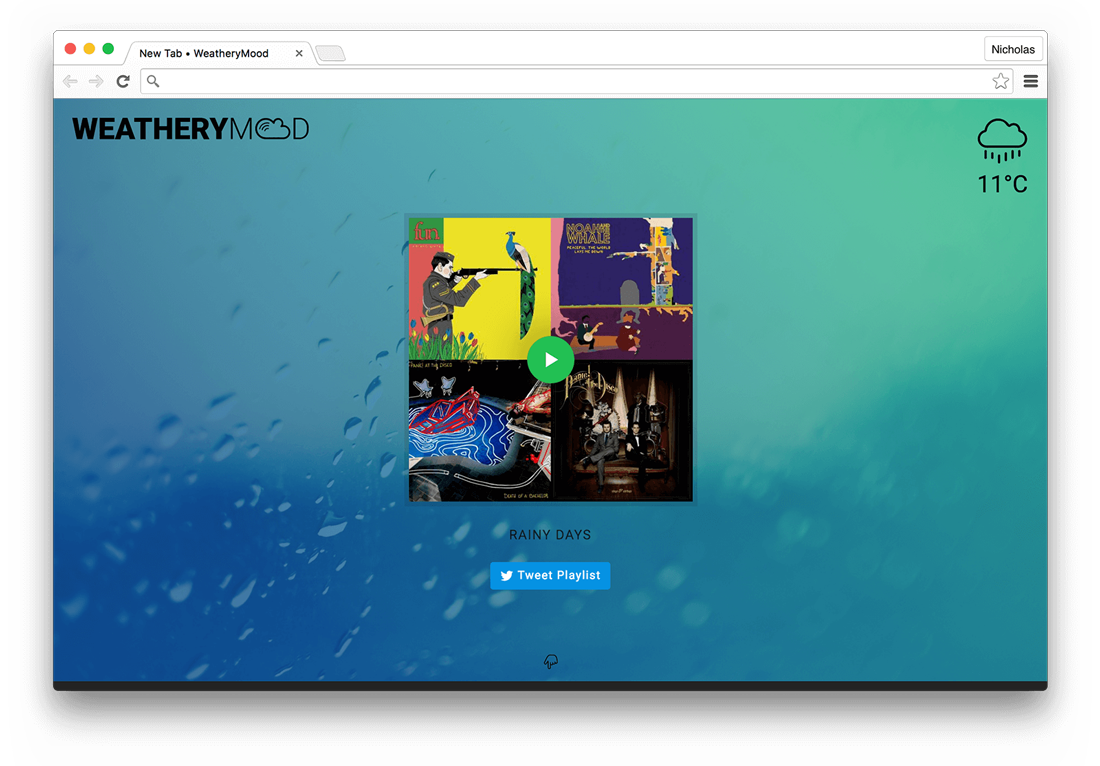 New Tab • WeatheryMood
Nicholas
WEATHERYMOOD
11°C
fun.
NOAH AND THE WHALE
PEACEFUL, THE WORLD
LAYS ME DOWN
PANIC! AT THE DISCO
Panic! At The Disco
DEATH OF A BACHELOR
RAINY DAYS
Tweet Playlist